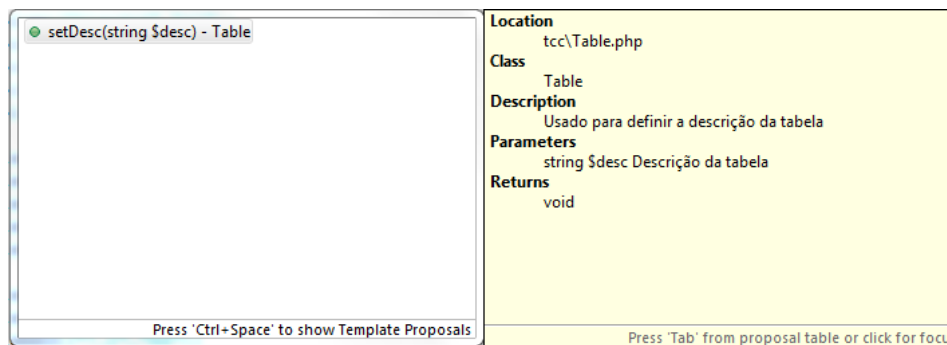 setDesc(string $desc) - Table
Press 'Ctrl+Space' to show Template Proposals
Location
tcc\Table.php
Class
Table
Description
Usado para definir a descrição da tabela
Parameters
string $desc Descrição da tabela
Returns
void
Press 'Tab' from proposal table or click for focu